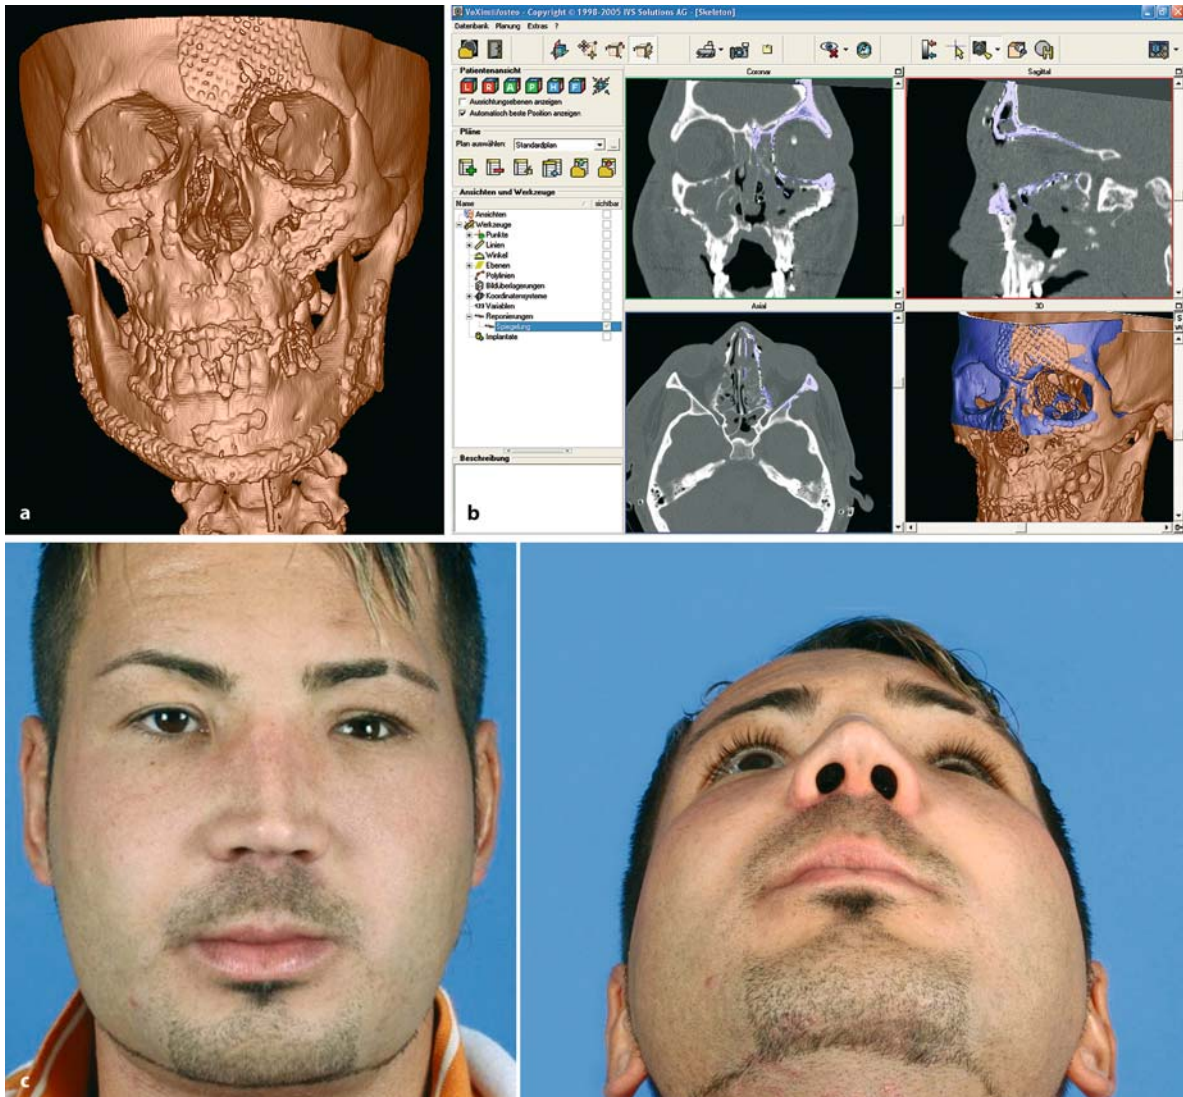 VoXim®/osteo - Copyright © 1998-2005 IVS Solutions AG - [Skeleton]
Datenbank Planung Extras ?
Patientenansicht
L R A P H F
Ausrichtungsebenen anzeigen
Automatisch beste Position anzeigen
Pläne
Plan auswählen: Standardplan ...
Ansichten und Werkzeuge
Name / sichtbar
Ansichten
Werkzeuge
Punkte
Linien
Winkel
Ebenen
Polylinien
Bildüberlagerungen
Koordinatensysteme
Variablen
Reponierungen
Spiegelung
Implantate
Beschreibung
Coronar
Sagittal
Axial
3D
S
a
b
c